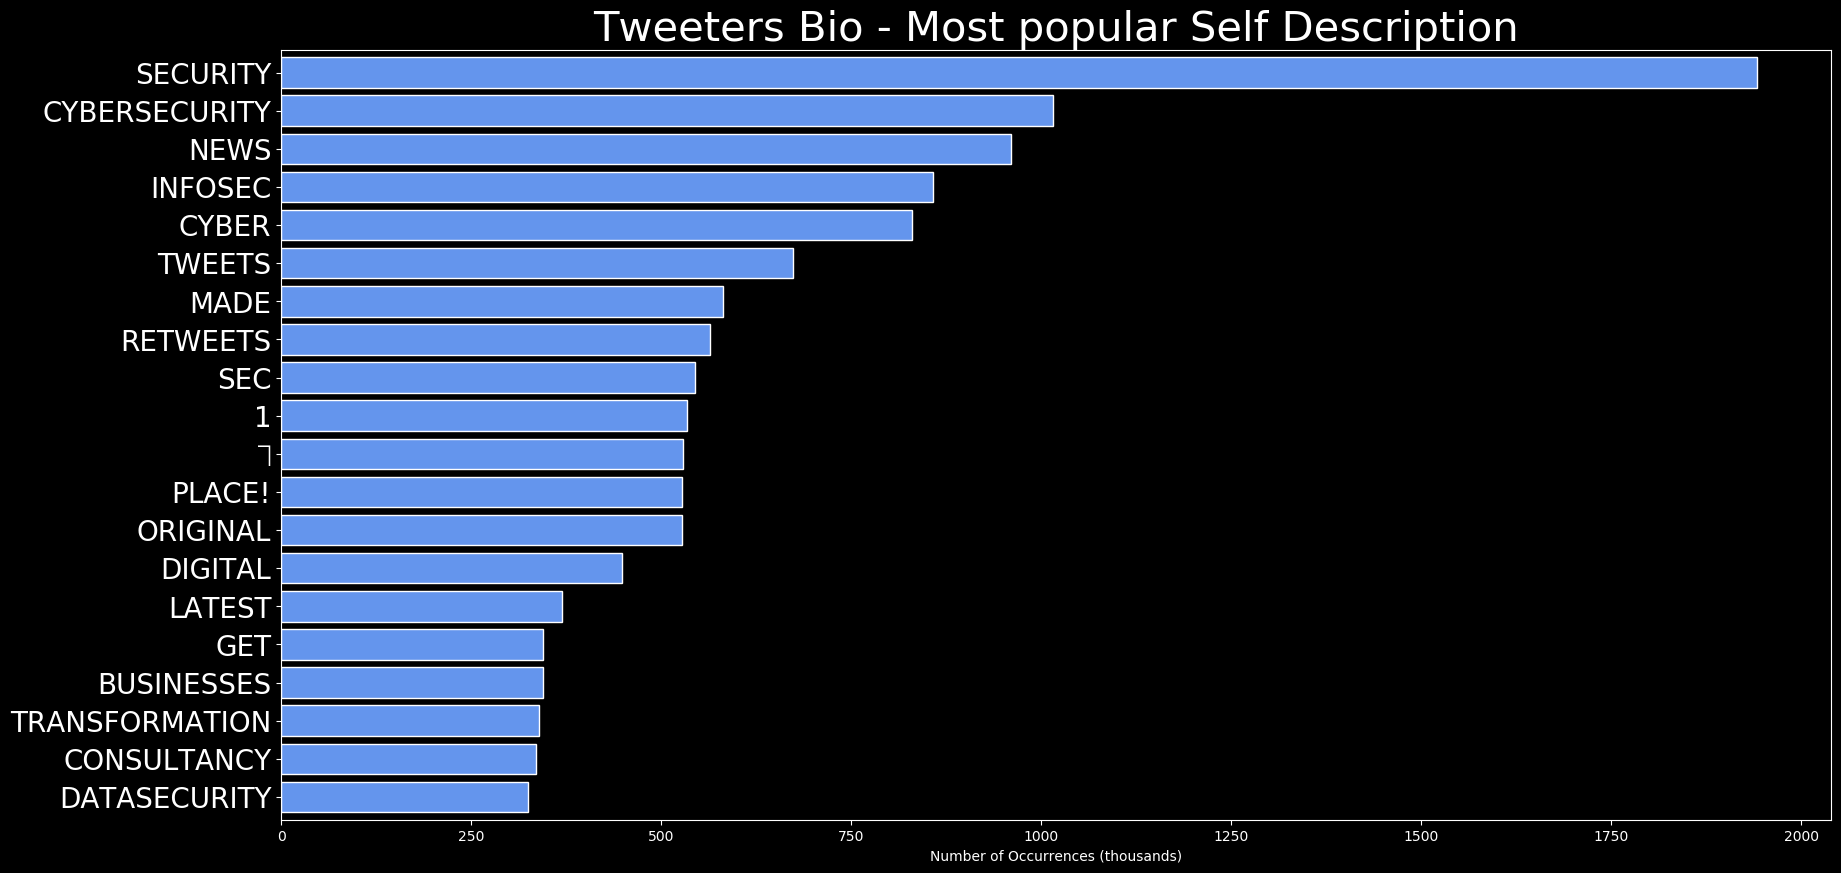 Tweeters Bio - Most popular Self Description
SECURITY
CYBERSECURITY
NEWS
INFOSEC
CYBER
TWEETS
MADE
RETWEETS
SEC
1
PLACE!
ORIGINAL
DIGITAL
LATEST
GET
BUSINESSES
TRANSFORMATION
CONSULTANCY
DATASECURITY
0 250 500 750 1000 1250 1500 1750 2000
Number of Occurrences (thousands)